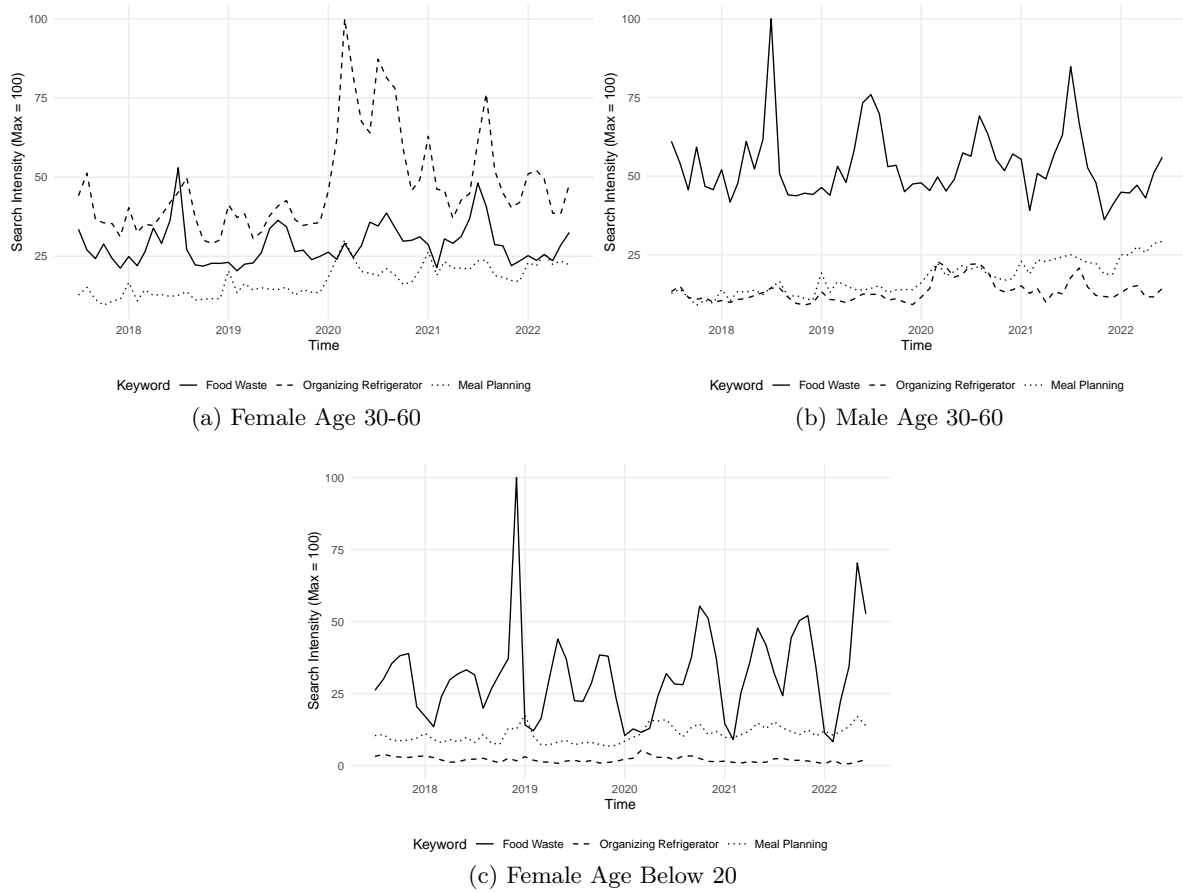 Search Intensity (Max = 100)
100
75
50
25
2018 2019 2020 2021 2022
Time
Keyword Food Waste Organizing Refrigerator Meal Planning
(a) Female Age 30-60
Search Intensity (Max = 100)
100
75
50
25
2018 2019 2020 2021 2022
Time
Keyword Food Waste Organizing Refrigerator Meal Planning
(b) Male Age 30-60
Search Intensity (Max = 100)
100
75
50
25
0
2018 2019 2020 2021 2022
Time
Keyword Food Waste Organizing Refrigerator Meal Planning
(c) Female Age Below 20